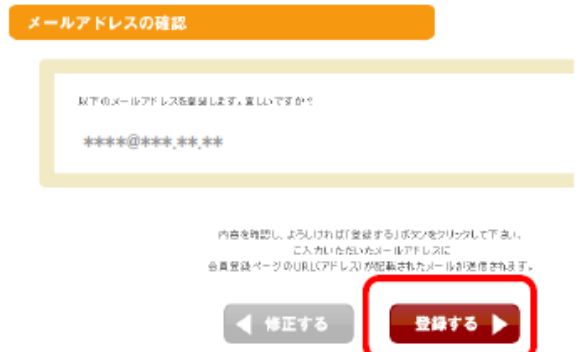 メールアドレスの確認
以下のメールアドレスを登録します。宜しいですか？
****@***.**.**
内容を確認し、よろしければ「登録する」ボタンをクリックして下さい。
ご入力いただいたメールアドレスに
会員登録ページのURL(アドレス)が記載されたメールが送信されます。
修正する
登録する